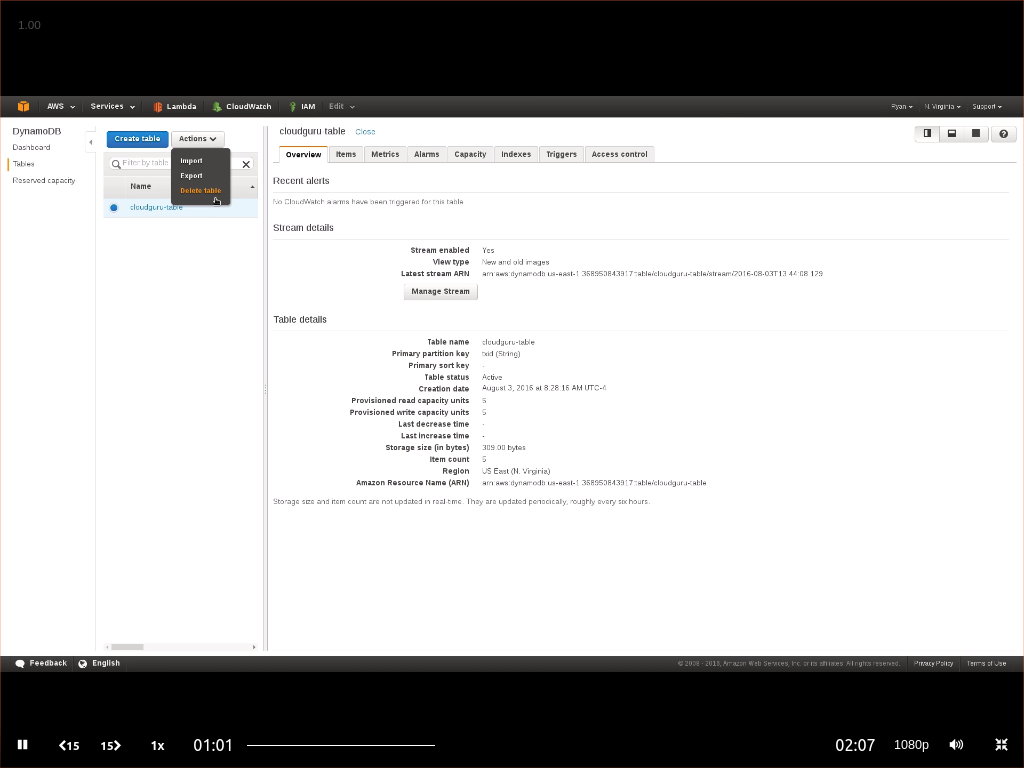 1.00
AWS Services Lambda CloudWatch IAM Edit Ryan N. Virginia Support
DynamoDB
Dashboard
Tables
Reserved capacity
Create table Actions
Filter by table
Import
Export
Delete table
Name
cloudguru-table
cloudguru table Close
Overview Items Metrics Alarms Capacity Indexes Triggers Access control
Recent alerts
No CloudWatch alarms have been triggered for this table
Stream details
Stream enabled Yes
View type New and old images
Latest stream ARN arn:aws:dynamodb:us-east-1:368950843917:table/cloudguru-table/stream/2016-08-03T13:44:08.129
Manage Stream
Table details
Table name cloudguru-table
Primary partition key txid (String)
Primary sort key -
Table status Active
Creation date August 3, 2016 at 8:28:16 AM UTC-4
Provisioned read capacity units 5
Provisioned write capacity units 5
Last decrease time -
Last increase time -
Storage size (in bytes) 309.00 bytes
Item count 5
Region US East (N. Virginia)
Amazon Resource Name (ARN) arn:aws:dynamodb:us-east-1:368950843917:table/cloudguru-table
Storage size and item count are not updated in real-time. They are updated periodically, roughly every six hours.
Feedback English © 2008 - 2016, Amazon Web Services, Inc. or its affiliates. All rights reserved. Privacy Policy Terms of Use
15 15 1x 01:01 02:07 1080p